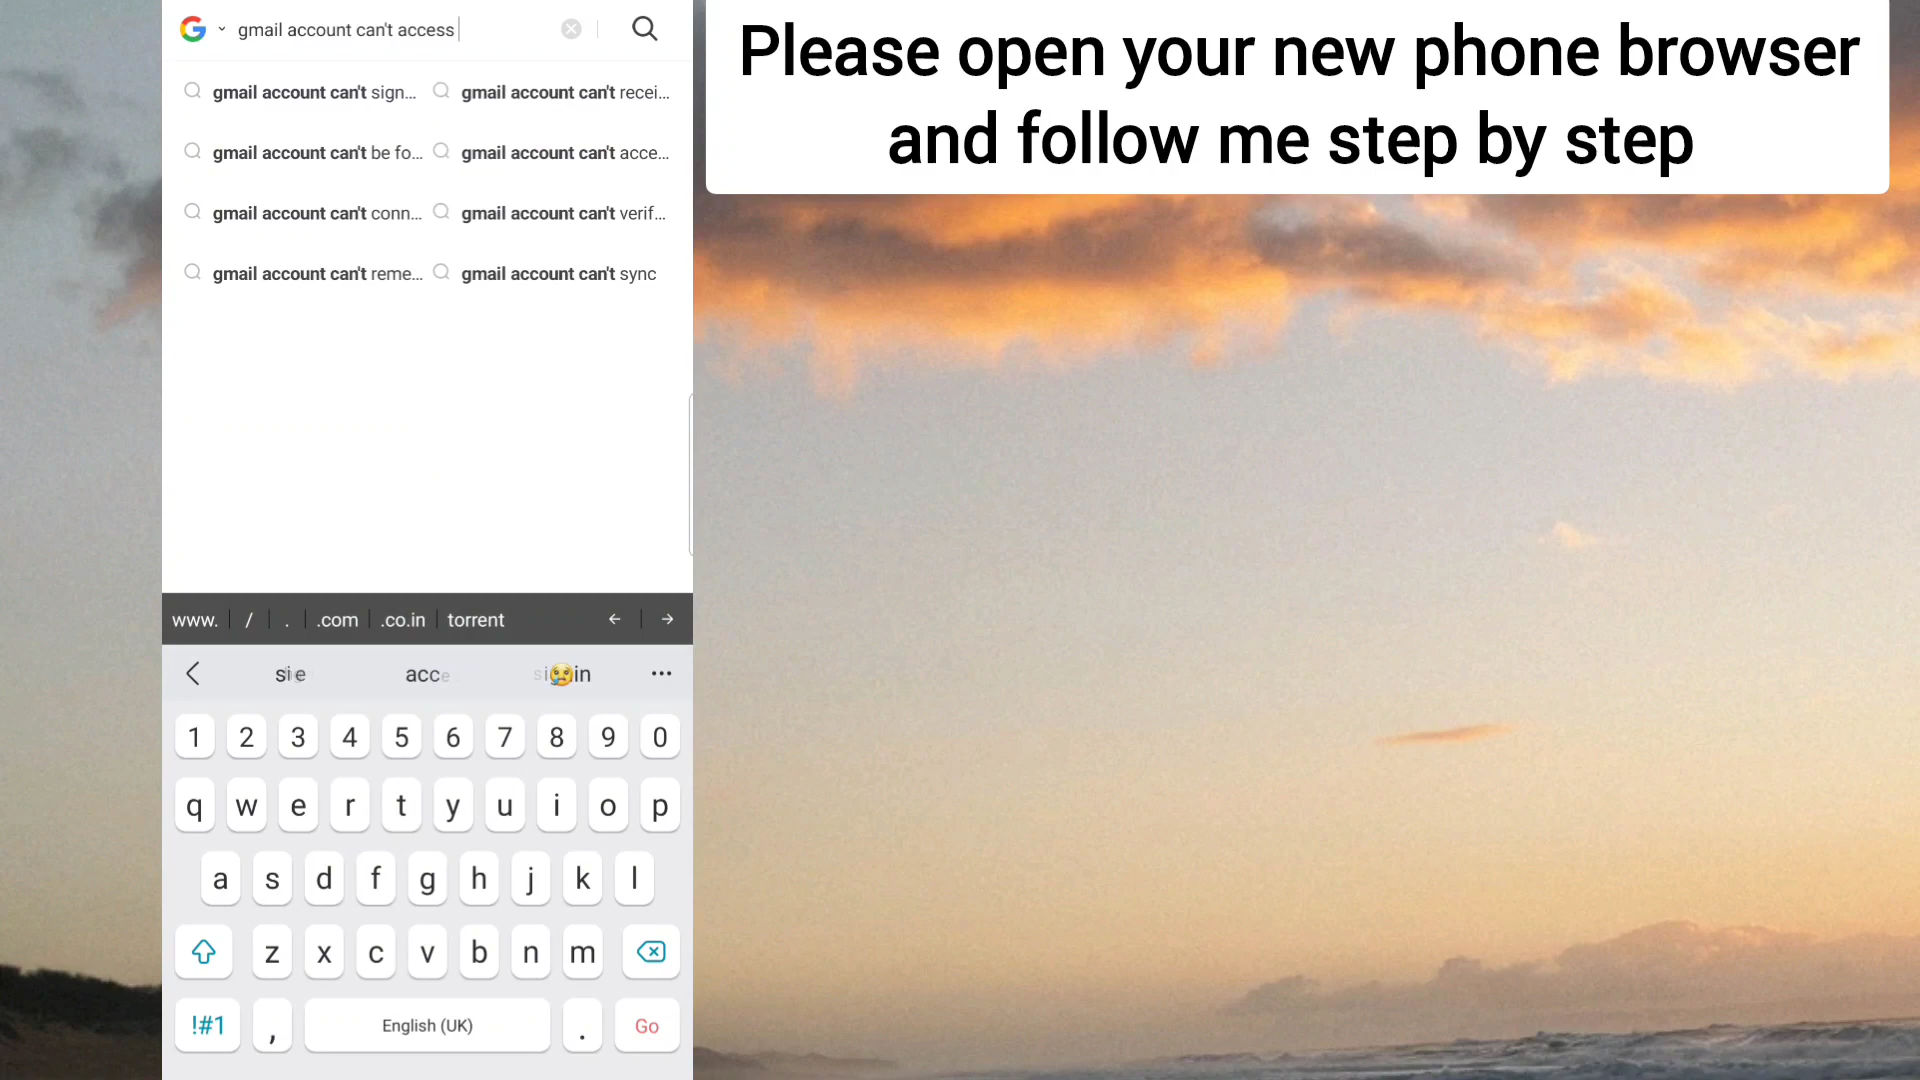 gmail account can't access
gmail account can't sign... gmail account can't recei...
gmail account can't be fo... gmail account can't acce...
gmail account can't conn... gmail account can't verif...
gmail account can't reme... gmail account can't sync
www. / . .com .co.in torrent ← →
acce ...
1 2 3 4 5 6 7 8 9 0
q w e r t y u i o p
a s d f g h j k l
z x c v b n m
!#1 , English (UK) . Go
Please open your new phone browser
and follow me step by step